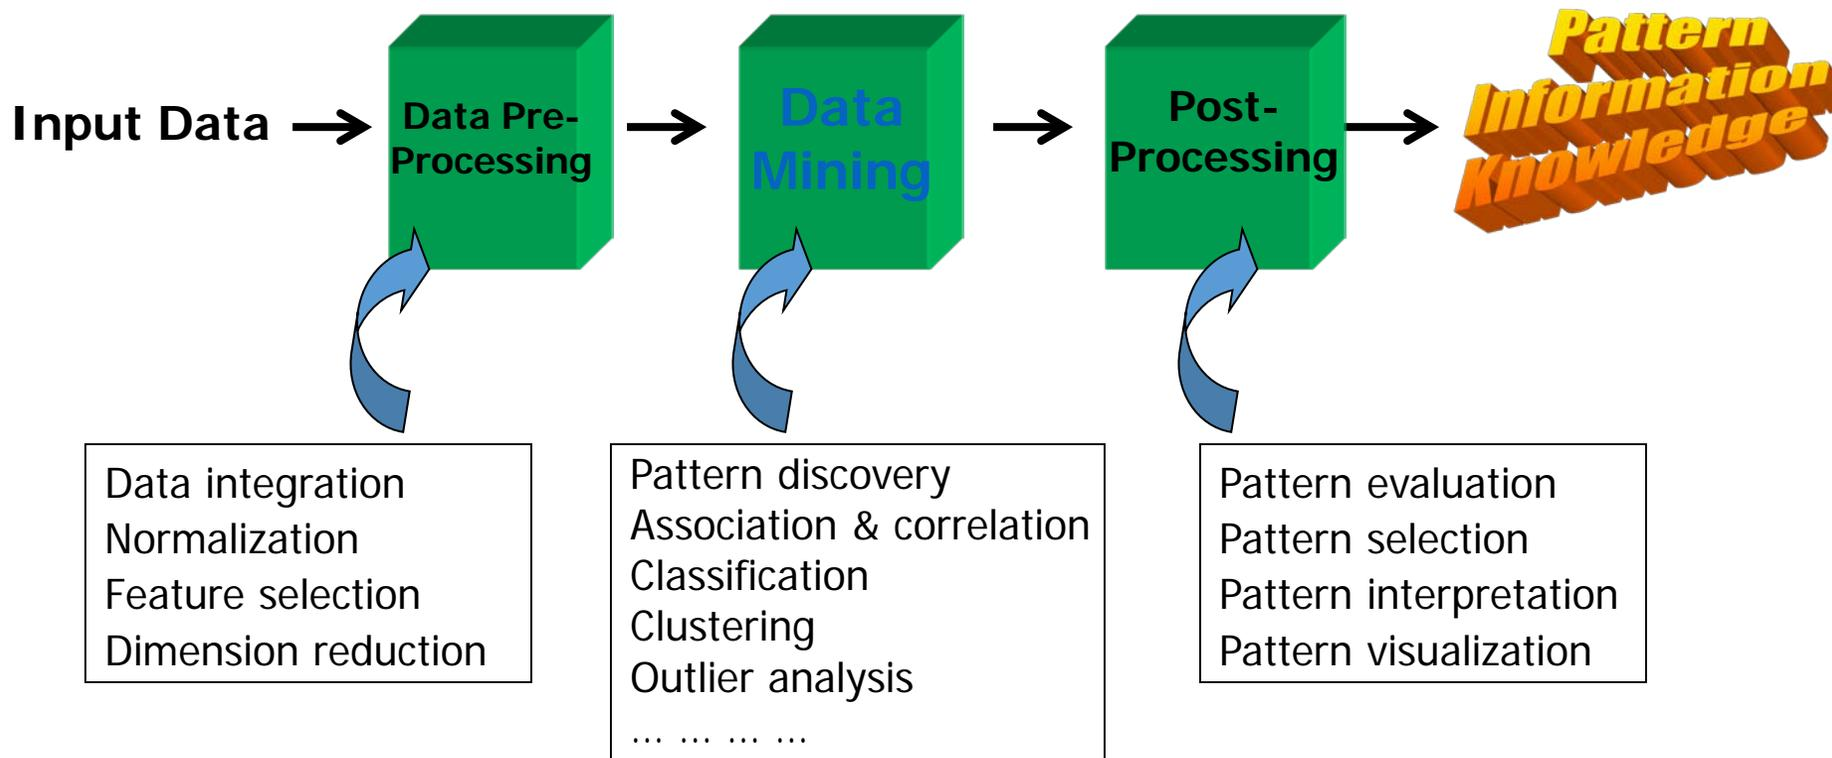 Input Data
Data Pre-
Processing
Data
Mining
Post-
Processing
Pattern
Information
Knowledge
Data integration
Normalization
Feature selection
Dimension reduction
Pattern discovery
Association & correlation
Classification
Clustering
Outlier analysis
… … … …
Pattern evaluation
Pattern selection
Pattern interpretation
Pattern visualization